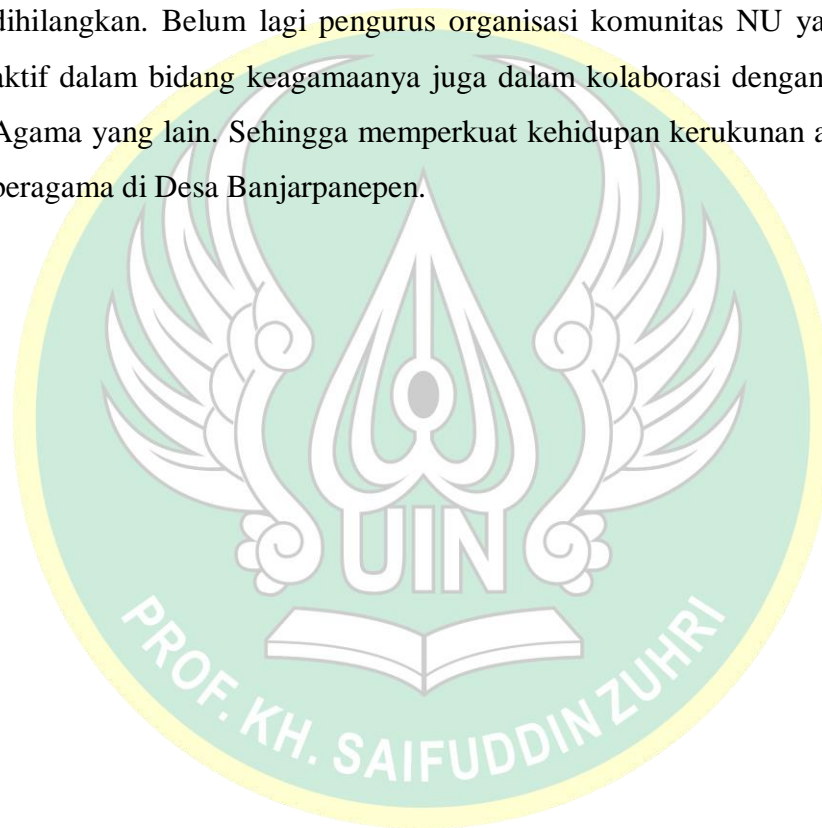 dihilangkan. Belum lagi pengurus organisasi komunitas NU ya
aktif dalam bidang keagamaanya juga dalam kolaborasi dengan
Agama yang lain. Sehingga memperkuat kehidupan kerukunan a
beragama di Desa Banjarpanepen.
UIN
PROF. KH. SAIFUDDIN ZUHRI